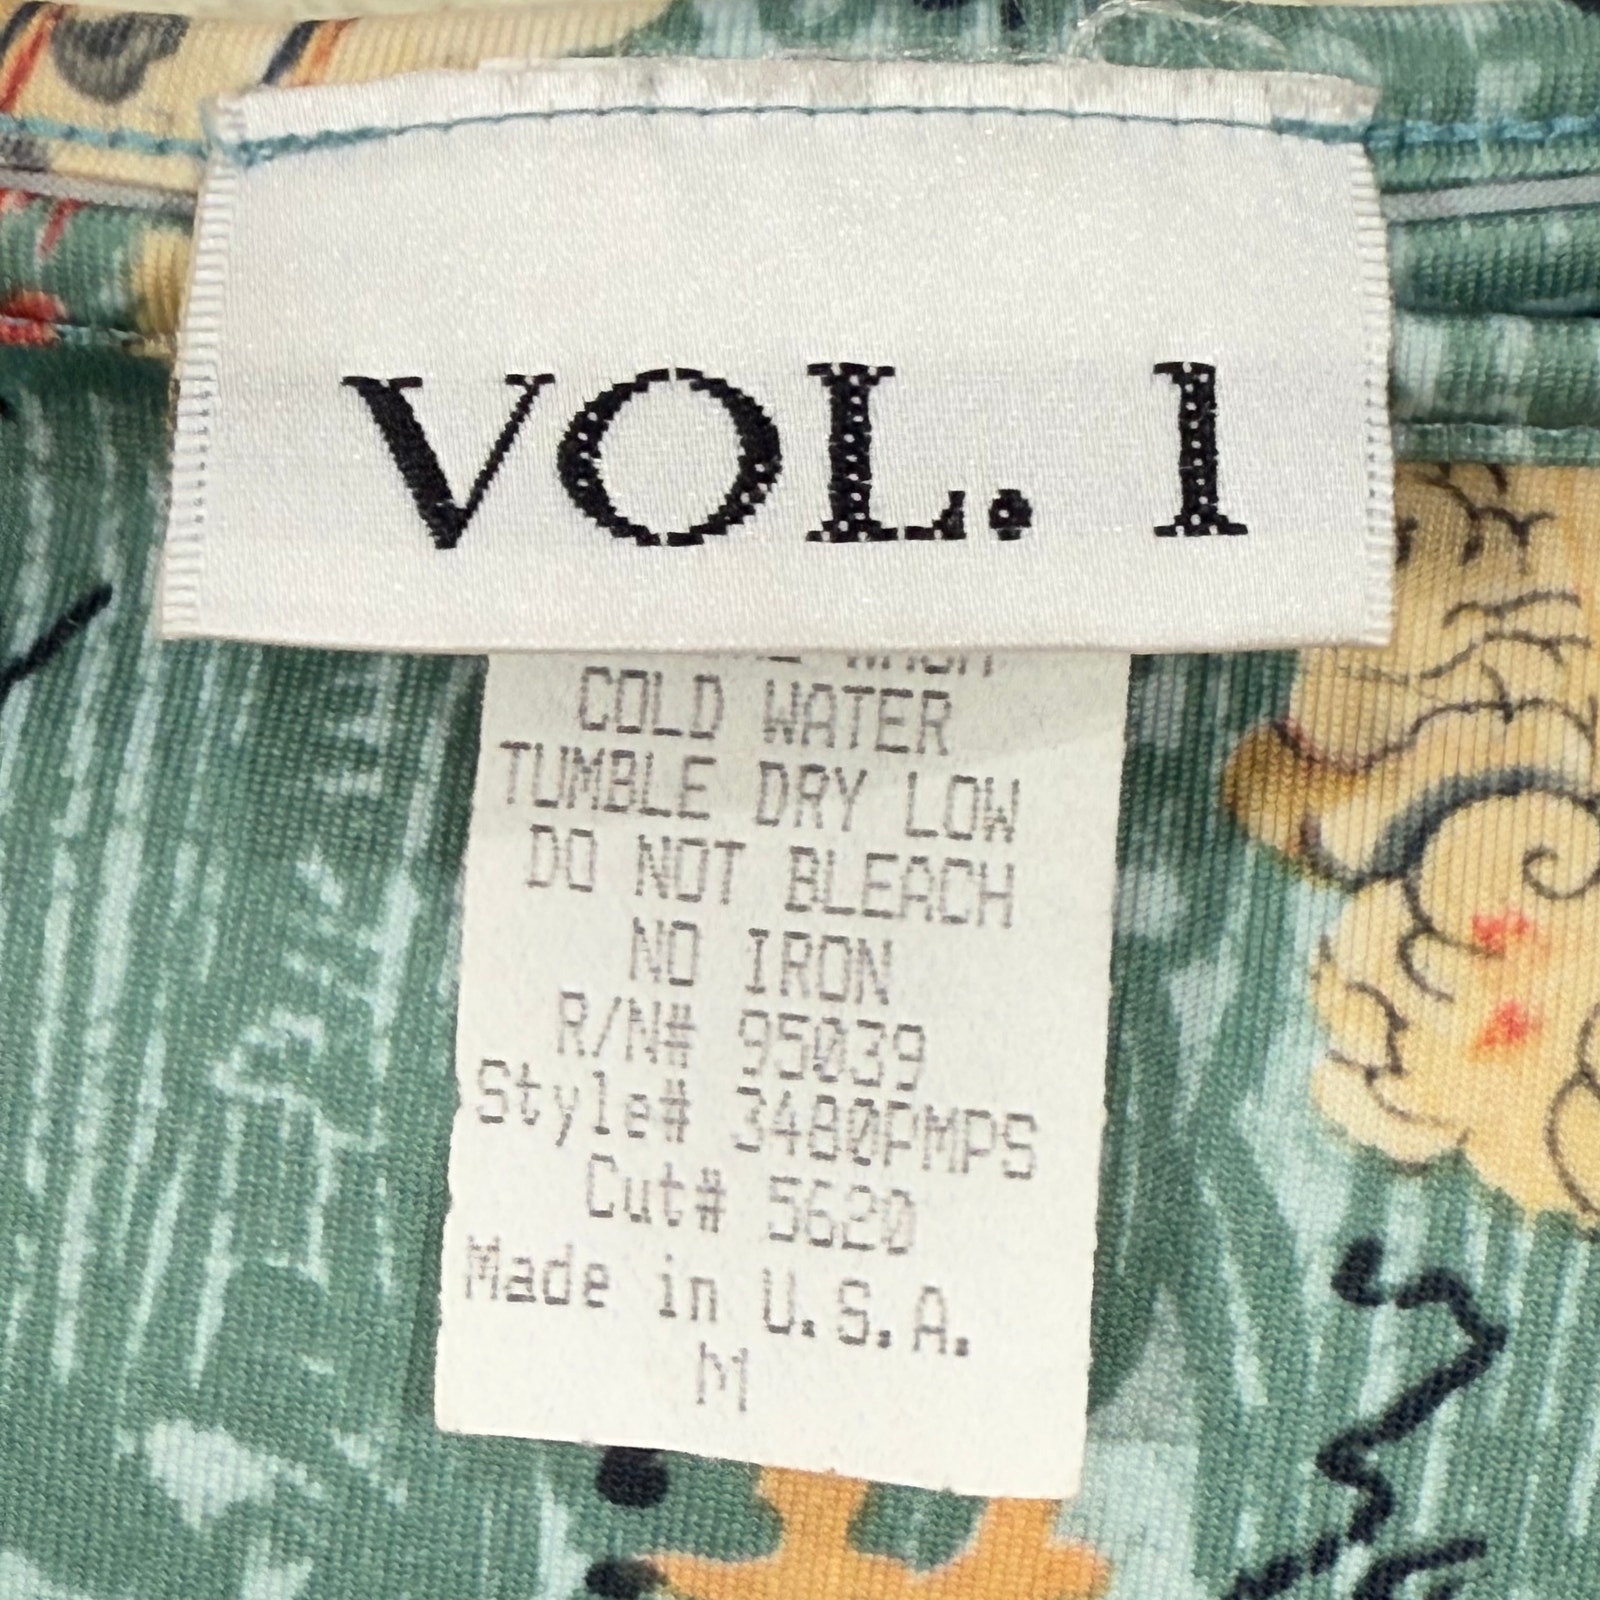 VOL. 1
WASH
COLD WATER
TUMBLE DRY LOW
DO NOT BLEACH
NO IRON
R/N# 95039
Style# 3480PMPS
Cut# 5620
Made in U.S.A.
M